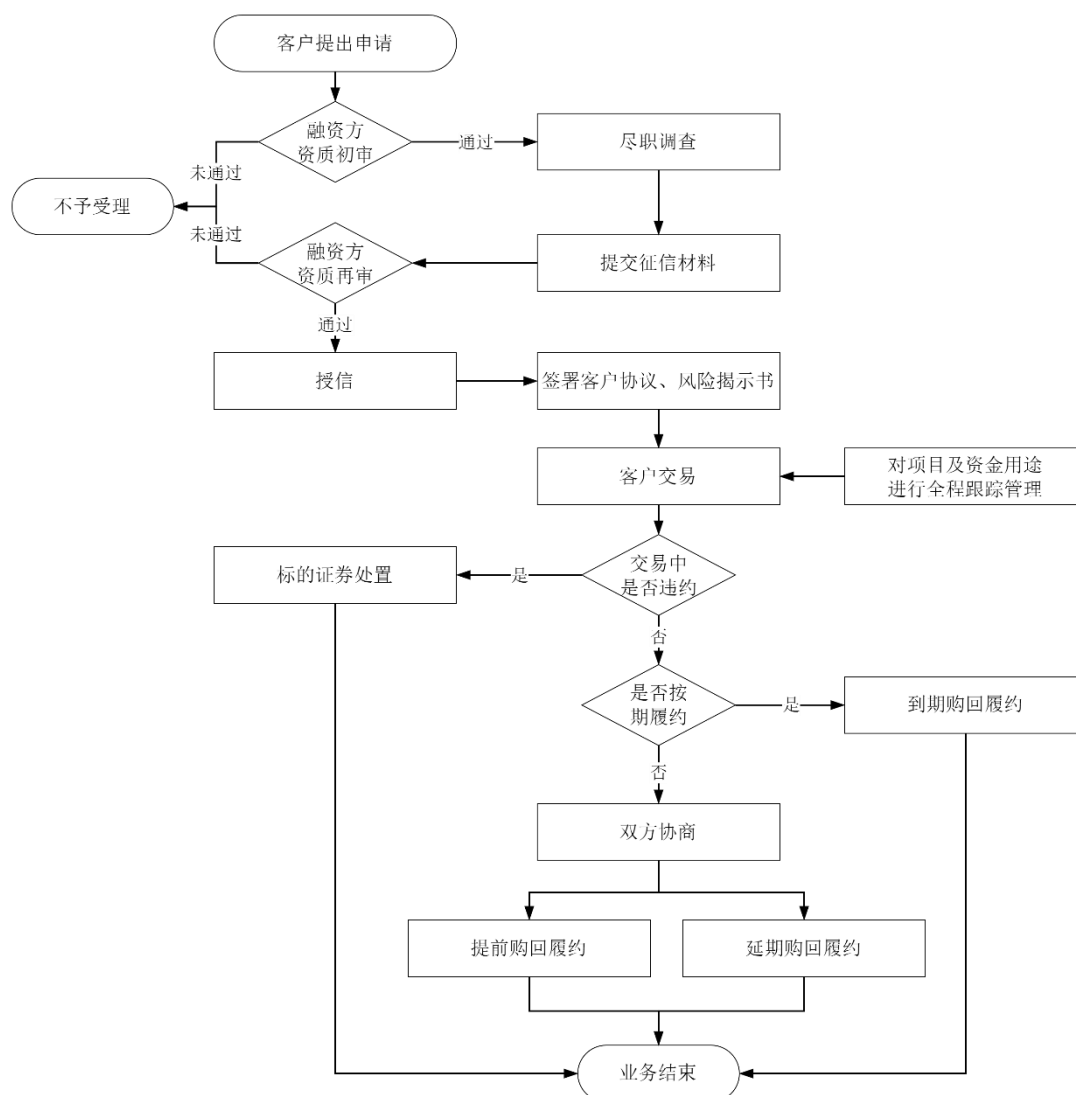 客户提出申请
融资方
资质初审
通过
尽职调查
未通过
不予受理
未通过
融资方
资质再审
提交征信材料
通过
授信
签署客户协议、风险揭示书
客户交易
对项目及资金用途
进行全程跟踪管理
标的证券处置
是
交易中
是否违约
否
是否按
期履约
是
到期购回履约
否
双方协商
提前购回履约
延期购回履约
业务结束